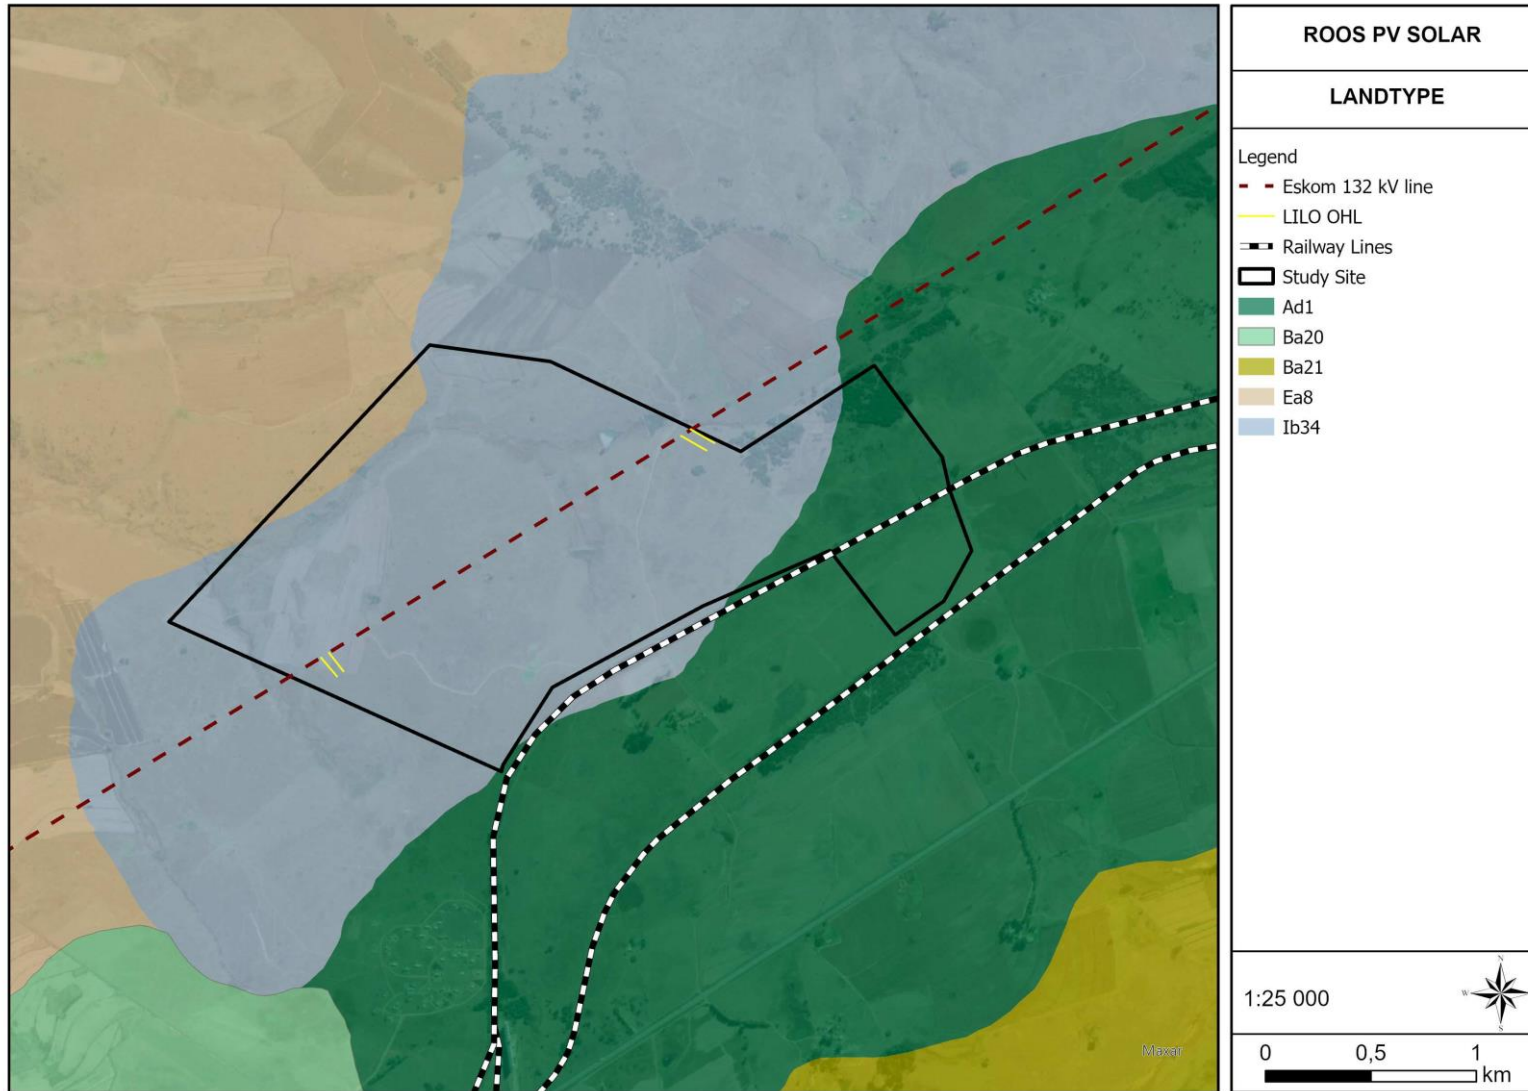 ROOS PV SOLAR
LANDTYPE
Legend
Eskom 132 kV line
LILO OHL
Railway Lines
Study Site
Ad1
Ba20
Ba21
Ea8
Ib34
N
W
S
1:25 000
0 0,5 1
km
Maxar